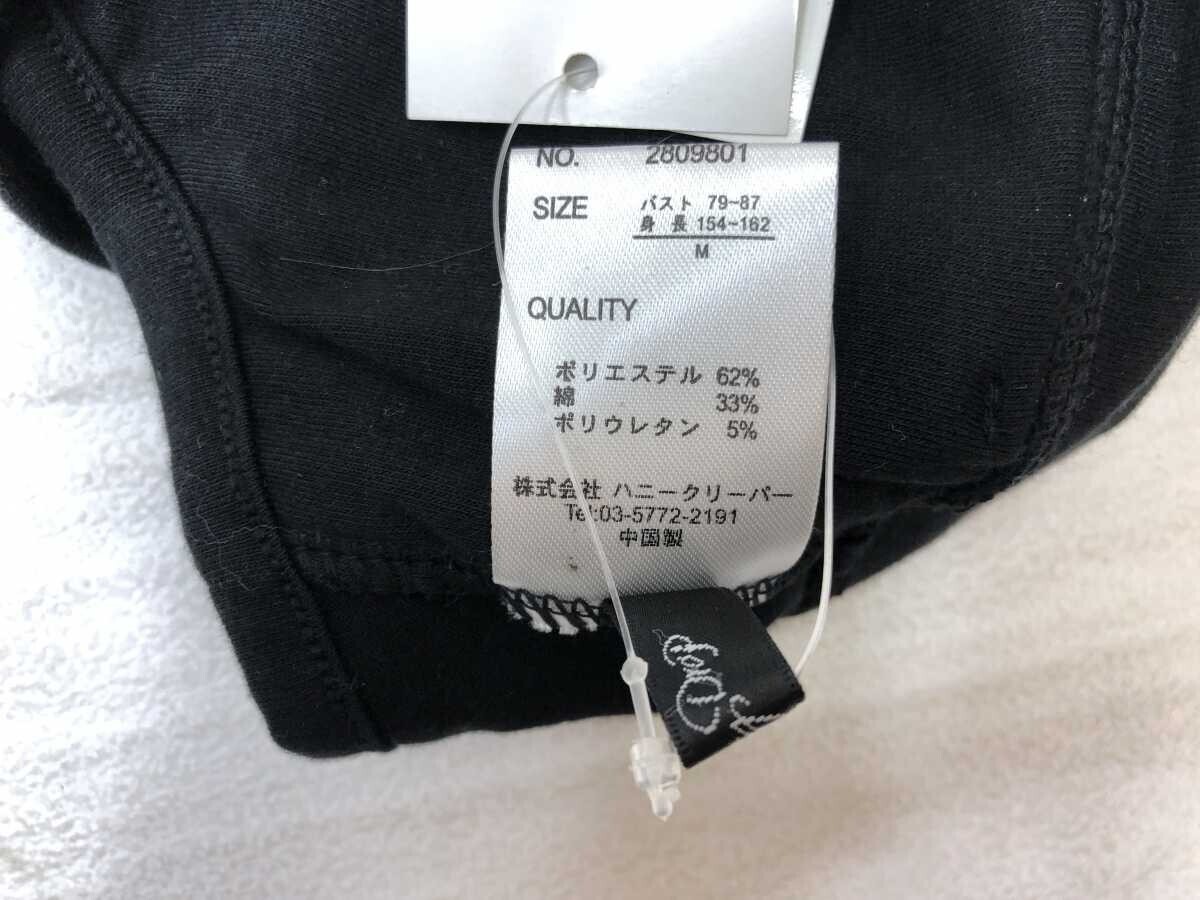 NO. 2809801
SIZE バスト 79-87
身長 154-162
M
QUALITY
ポリエステル 62%
綿 33%
ポリウレタン 5%
株式会社 ハニークリーパー
Tel:03-5772-2191
中国製